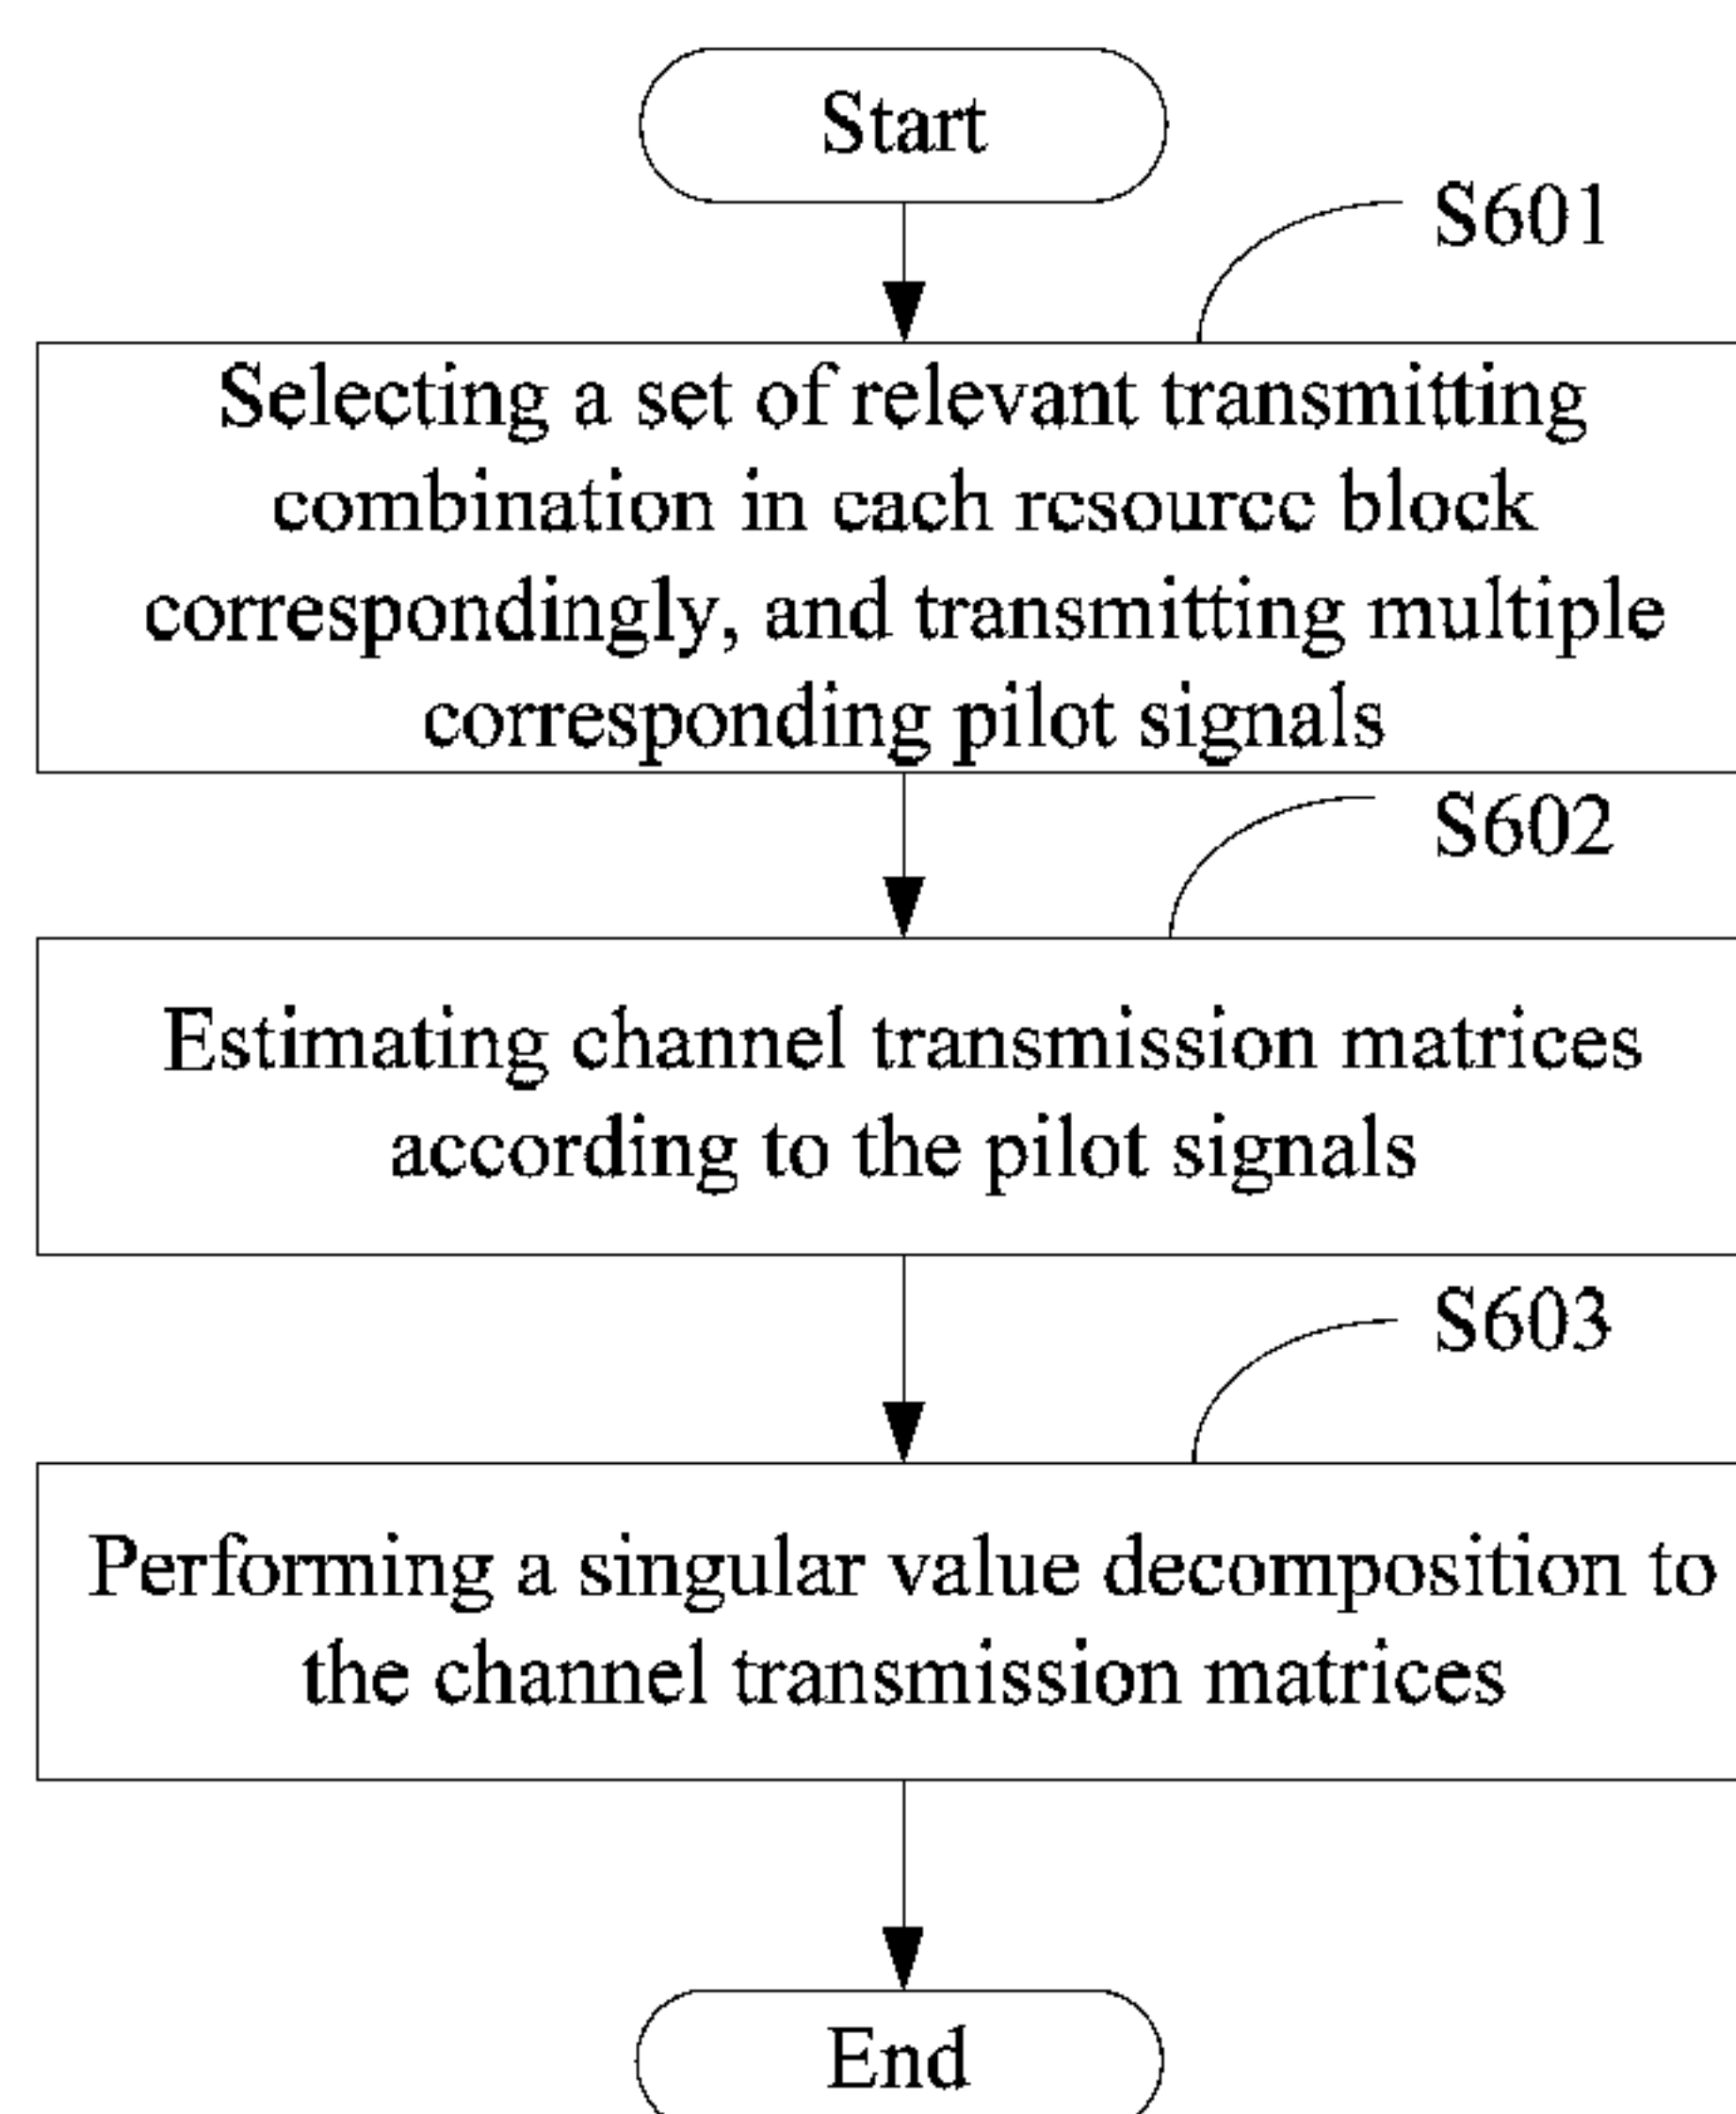 Start
S601
Selecting a set of relevant transmitting
combination in each resource block
correspondingly, and transmitting multiple
corresponding pilot signals
S602
Estimating channel transmission matrices
according to the pilot signals
S603
Performing a singular value decomposition to
the channel transmission matrices
End